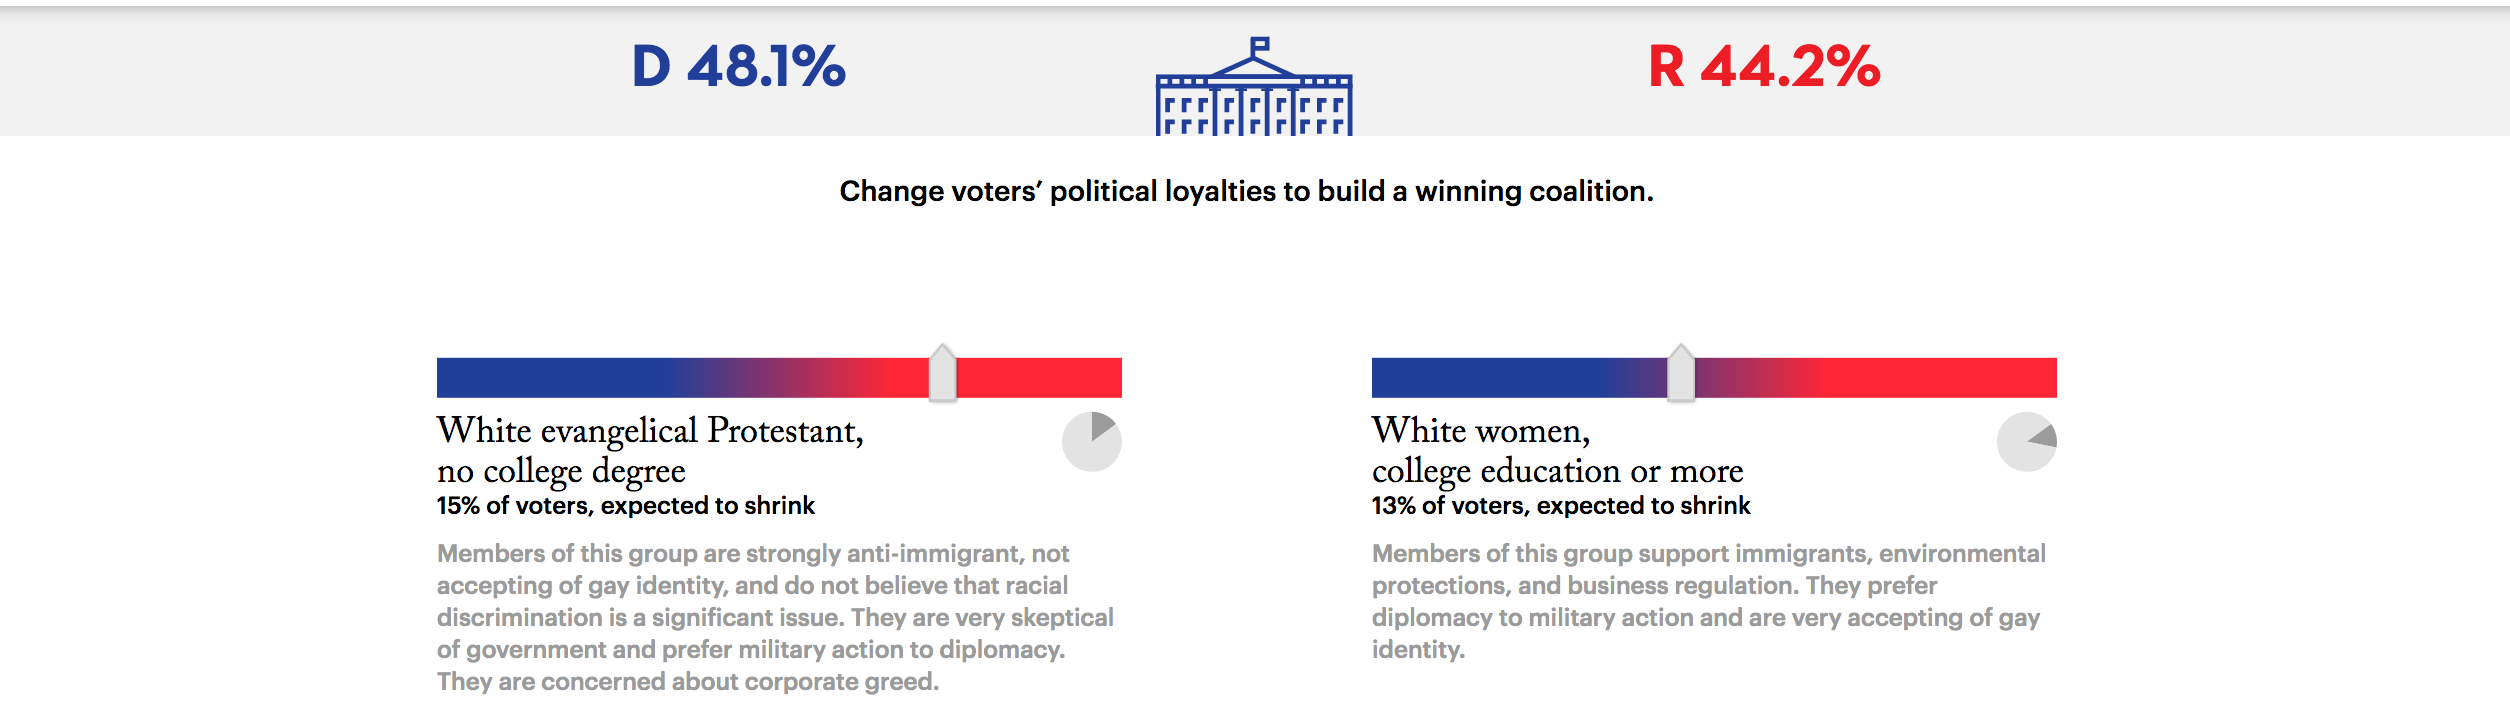 D 48.1%
R 44.2%
Change voters’ political loyalties to build a winning coalition.
White evangelical Protestant,
no college degree
15% of voters, expected to shrink
Members of this group are strongly anti-immigrant, not
accepting of gay identity, and do not believe that racial
discrimination is a significant issue. They are very skeptical
of government and prefer military action to diplomacy.
They are concerned about corporate greed.
White women,
college education or more
13% of voters, expected to shrink
Members of this group support immigrants, environmental
protections, and business regulation. They prefer
diplomacy to military action and are very accepting of gay
identity.